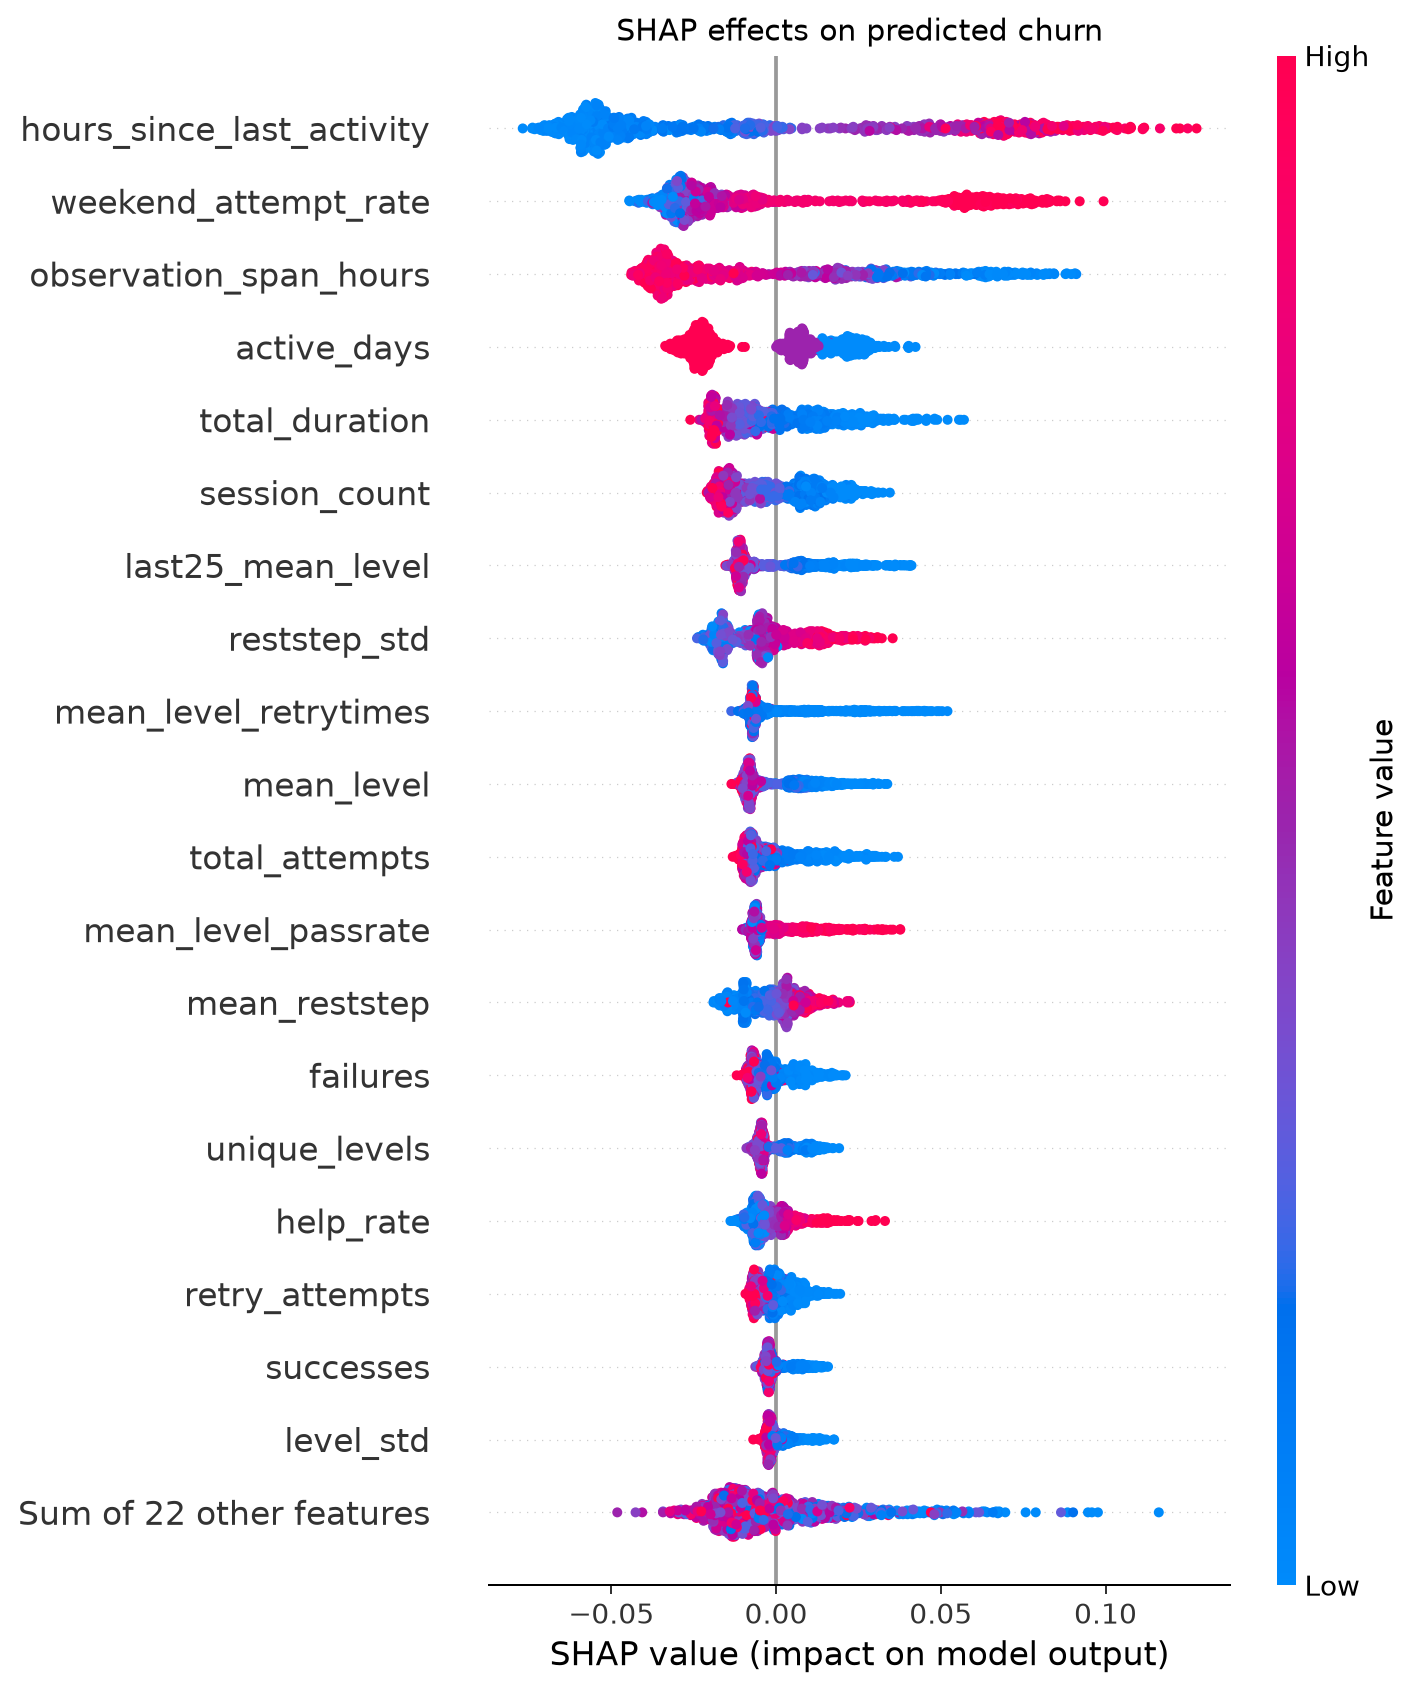 SHAP effects on predicted churn
High
hours_since_last_activity
weekend_attempt_rate
observation_span_hours
active_days
total_duration
session_count
last25_mean_level
reststep_std
mean_level_retrytimes
mean_level
total_attempts
mean_level_passrate
mean_reststep
failures
unique_levels
help_rate
retry_attempts
successes
level_std
Sum of 22 other features
Feature value
Low
−0.05 0.00 0.05 0.10
SHAP value (impact on model output)